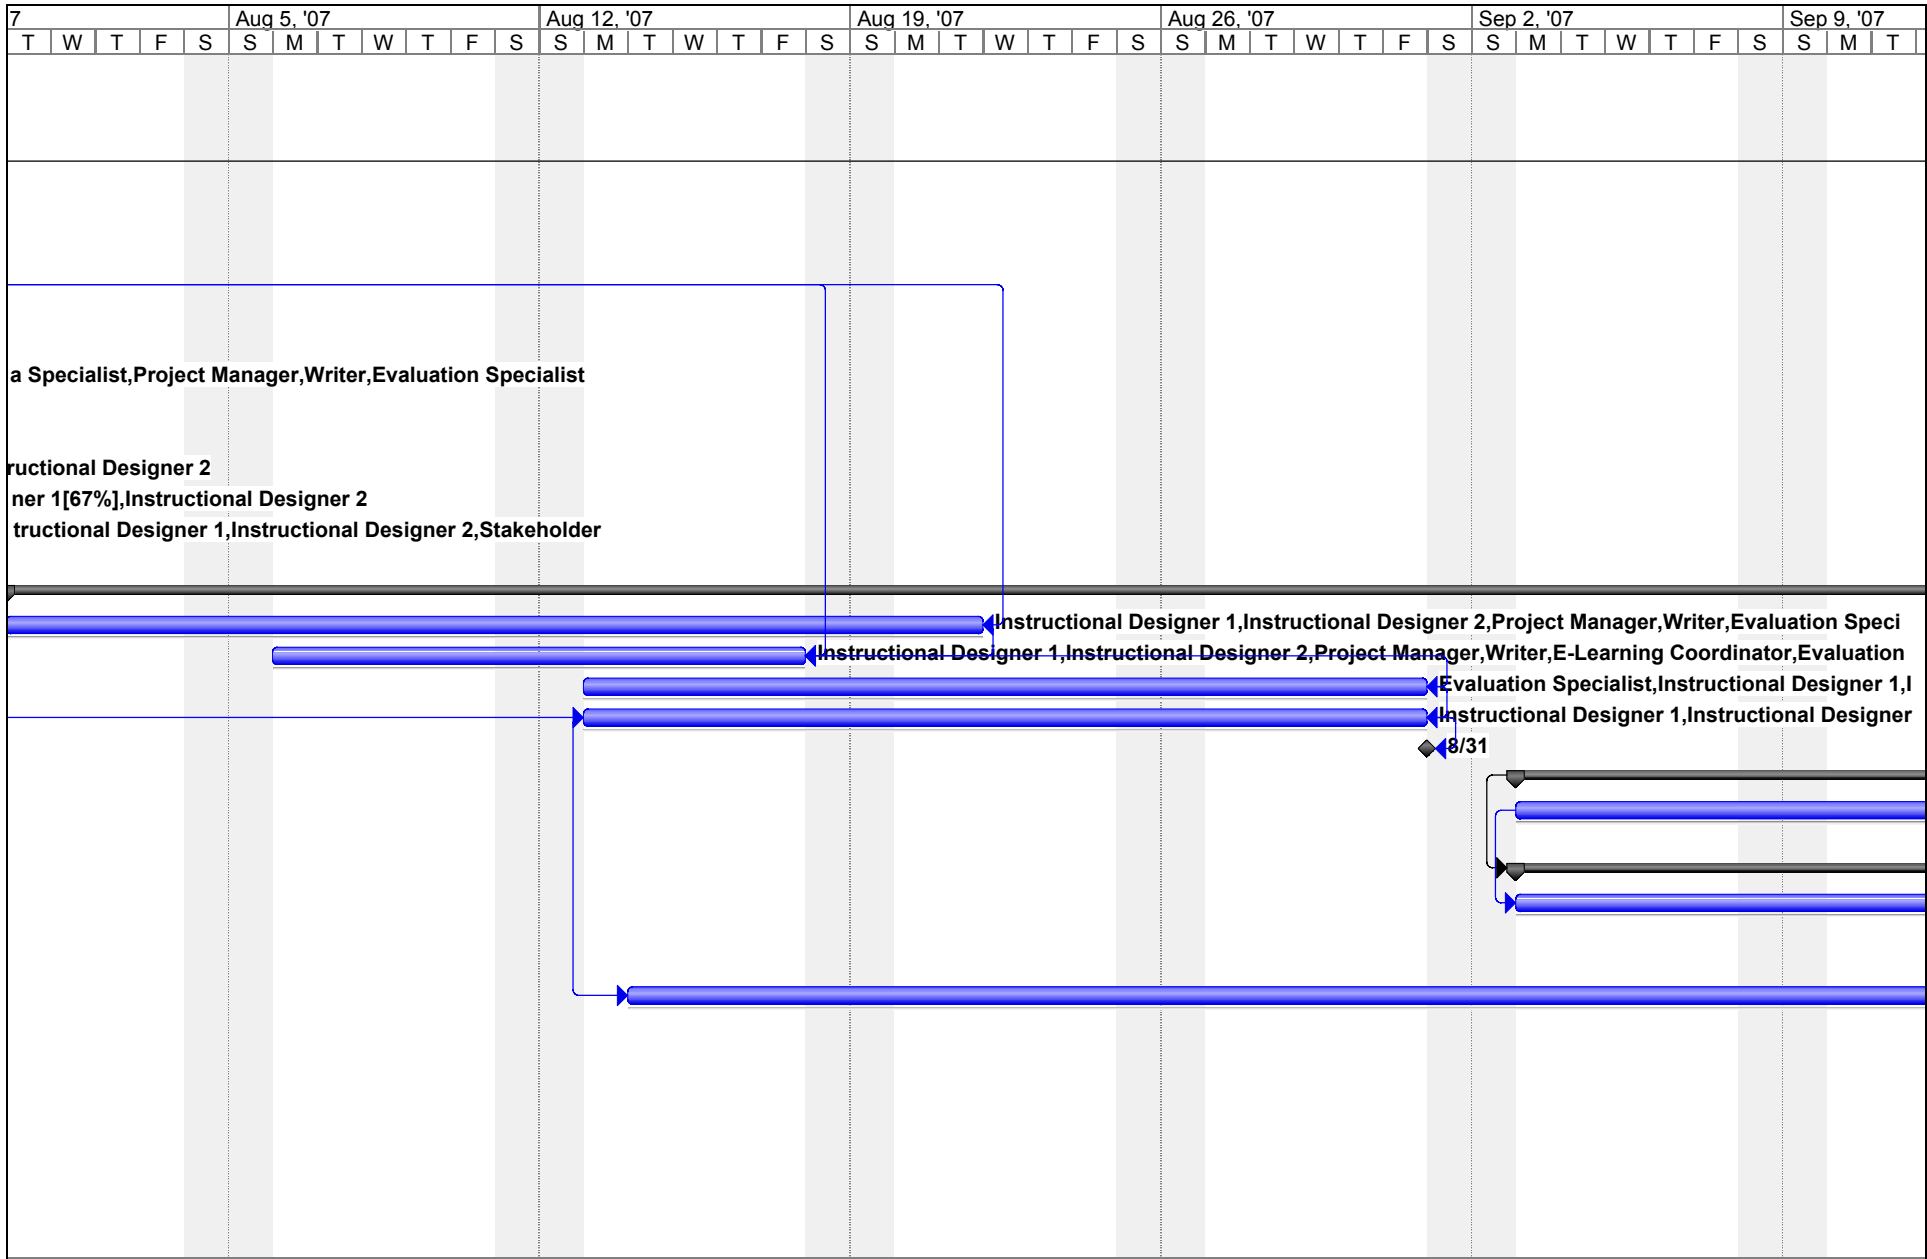 7 Aug 5, '07 Aug 12, '07 Aug 19, '07 Aug 26, '07 Sep 2, '07 Sep 9, '07
T W T F S S M T W T F S S M T W T F S S M T W T F S S M T W T F S S M T W T F S S M T
a Specialist,Project Manager,Writer,Evaluation Specialist
ructional Designer 2
ner 1[67%],Instructional Designer 2
tructional Designer 1,Instructional Designer 2,Stakeholder
Instructional Designer 1,Instructional Designer 2,Project Manager,Writer,Evaluation Speci
Instructional Designer 1,Instructional Designer 2,Project Manager,Writer,E-Learning Coordinator,Evaluation
Evaluation Specialist,Instructional Designer 1,I
Instructional Designer 1,Instructional Designer
8/31